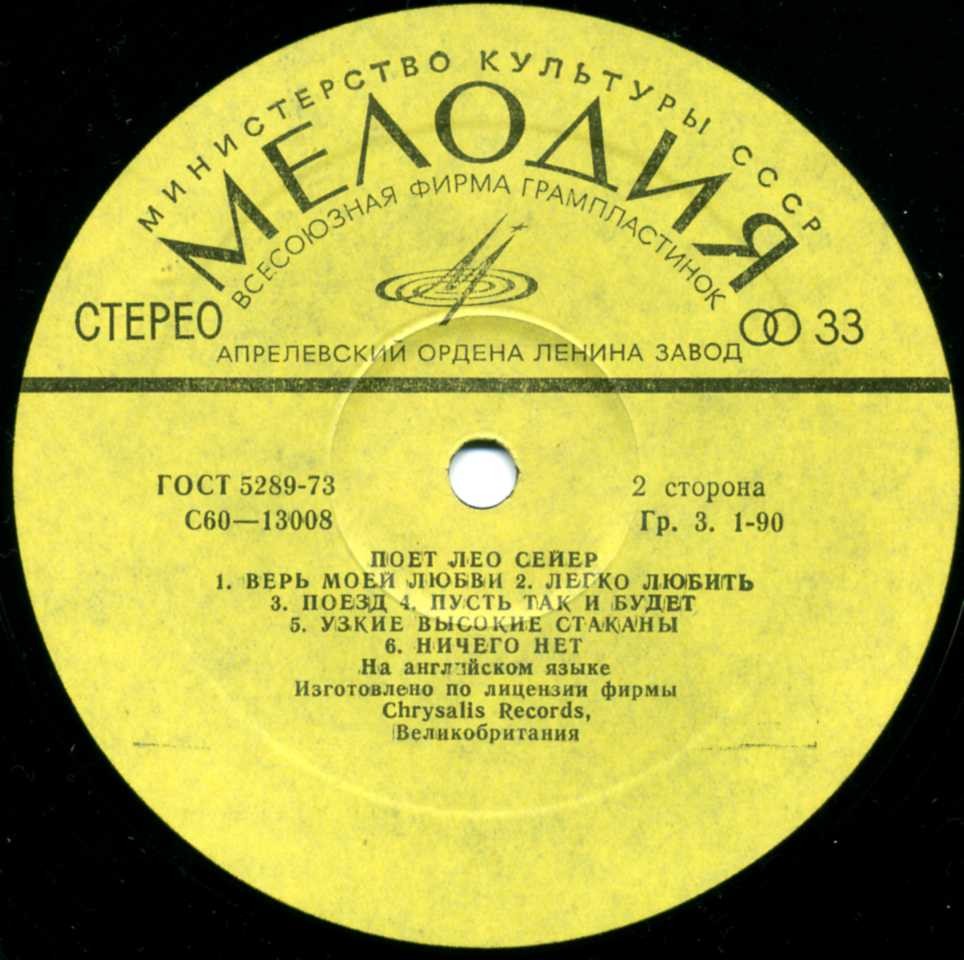 МИНИСТЕРСТВО КУЛЬТУРЫ СССР
МЕЛОДИЯ
ВСЕСОЮЗНАЯ ФИРМА ГРАМПЛАСТИНОК
СТЕРЕО
33
АПРЕЛЕВСКИЙ ОРДЕНА ЛЕНИНА ЗАВОД
ГОСТ 5289-73
2 сторона
С60—13008
Гр. 3. 1-90
ПОЕТ ЛЕО СЕЙЕР
1. ВЕРЬ МОЕЙ ЛЮБВИ 2. ЛЕГКО ЛЮБИТЬ
3. ПОЕЗД 4. ПУСТЬ ТАК И БУДЕТ
5. УЗКИЕ ВЫСОКИЕ СТАКАНЫ
6. НИЧЕГО НЕТ
На английском языке
Изготовлено по лицензии фирмы
Chrysalis Records,
Великобритания